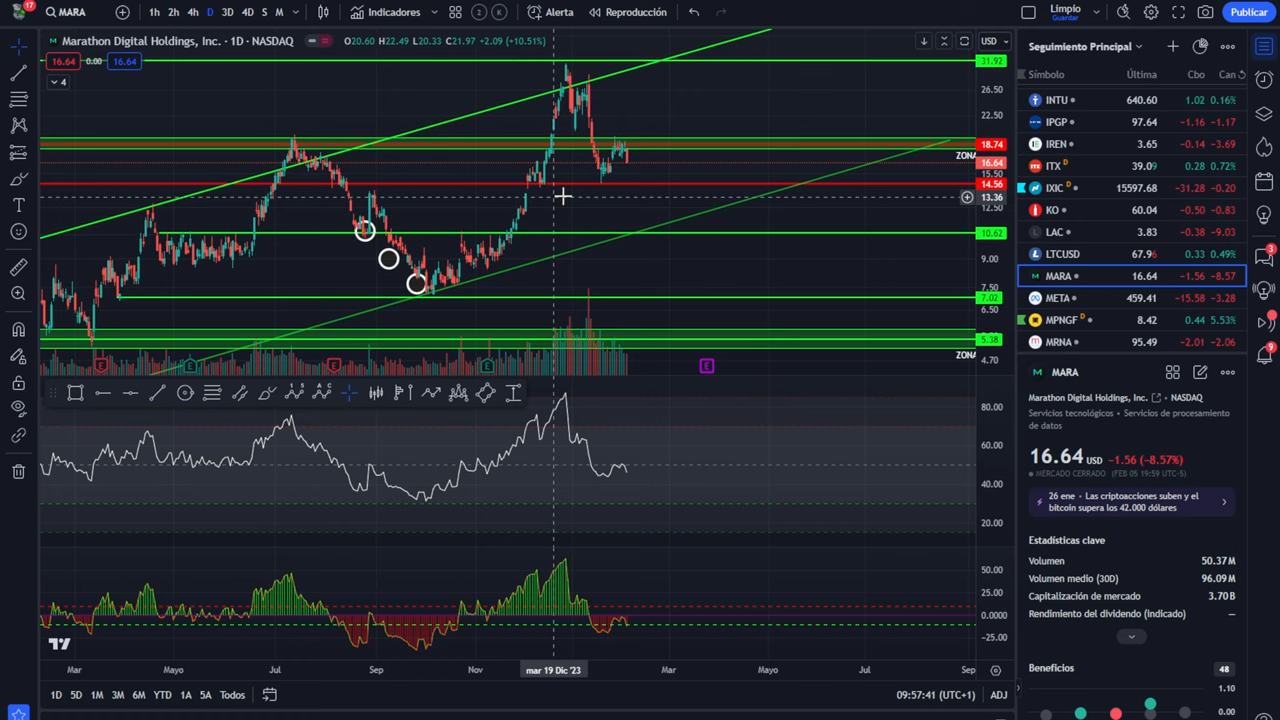 17
MARA
1h 2h 4h D 3D 4D S M
Indicadores
2 K
Alerta
Reproducción
Limpio
Guardar
Publicar
Marathon Digital Holdings, Inc. · 1D · NASDAQ
O20.60 H22.49 L20.33 C21.97 +2.09 (+10.51%)
USD
16.64 0.00 16.64
4
31.92
26.50
22.50
18.74
ZONA
16.64
15.50
14.56
13.36
12.50
10.62
9.00
7.50
7.02
6.50
5.38
ZONA
4.70
E E E E E
80.00
60.00
40.00
20.00
50.00
25.00
0.0000
-25.00
Mar Mayo Jul Sep Nov mar 19 Dic '23 Mar Mayo Jul Sep
1D 5D 1M 3M 6M YTD 1A 5A Todos
09:57:41 (UTC+1) ADJ
Seguimiento Principal
Símbolo Última Cbo Can
INTU 640.60 1.02 0.16%
IPGP 97.64 -1.16 -1.17
IREN 3.65 -0.14 -3.69
ITX D 39.09 0.28 0.72%
IXIC D 15597.68 -31.28 -0.20
KO 60.04 -0.50 -0.83
LAC 3.83 -0.38 -9.03
LTCUSD 67.96 0.33 0.49%
MARA 16.64 -1.56 -8.57
META 459.41 -15.58 -3.28
MPNGF D 8.42 0.44 5.53%
MRNA 95.49 -2.01 -2.06
MARA
Marathon Digital Holdings, Inc. · NASDAQ
Servicios tecnológicos · Servicios de procesamiento
de datos
16.64 USD -1.56 (-8.57%)
MERCADO CERRADO (FEB 05 19:59 UTC-5)
26 ene · Las criptoacciones suben y el
bitcoin supera los 42.000 dólares
Estadísticas clave
Volumen 50.37M
Volumen medio (30D) 96.09M
Capitalización de mercado 3.70B
Rendimiento del dividendo (Indicado) —
Beneficios 48
1.10
0.00
3
9